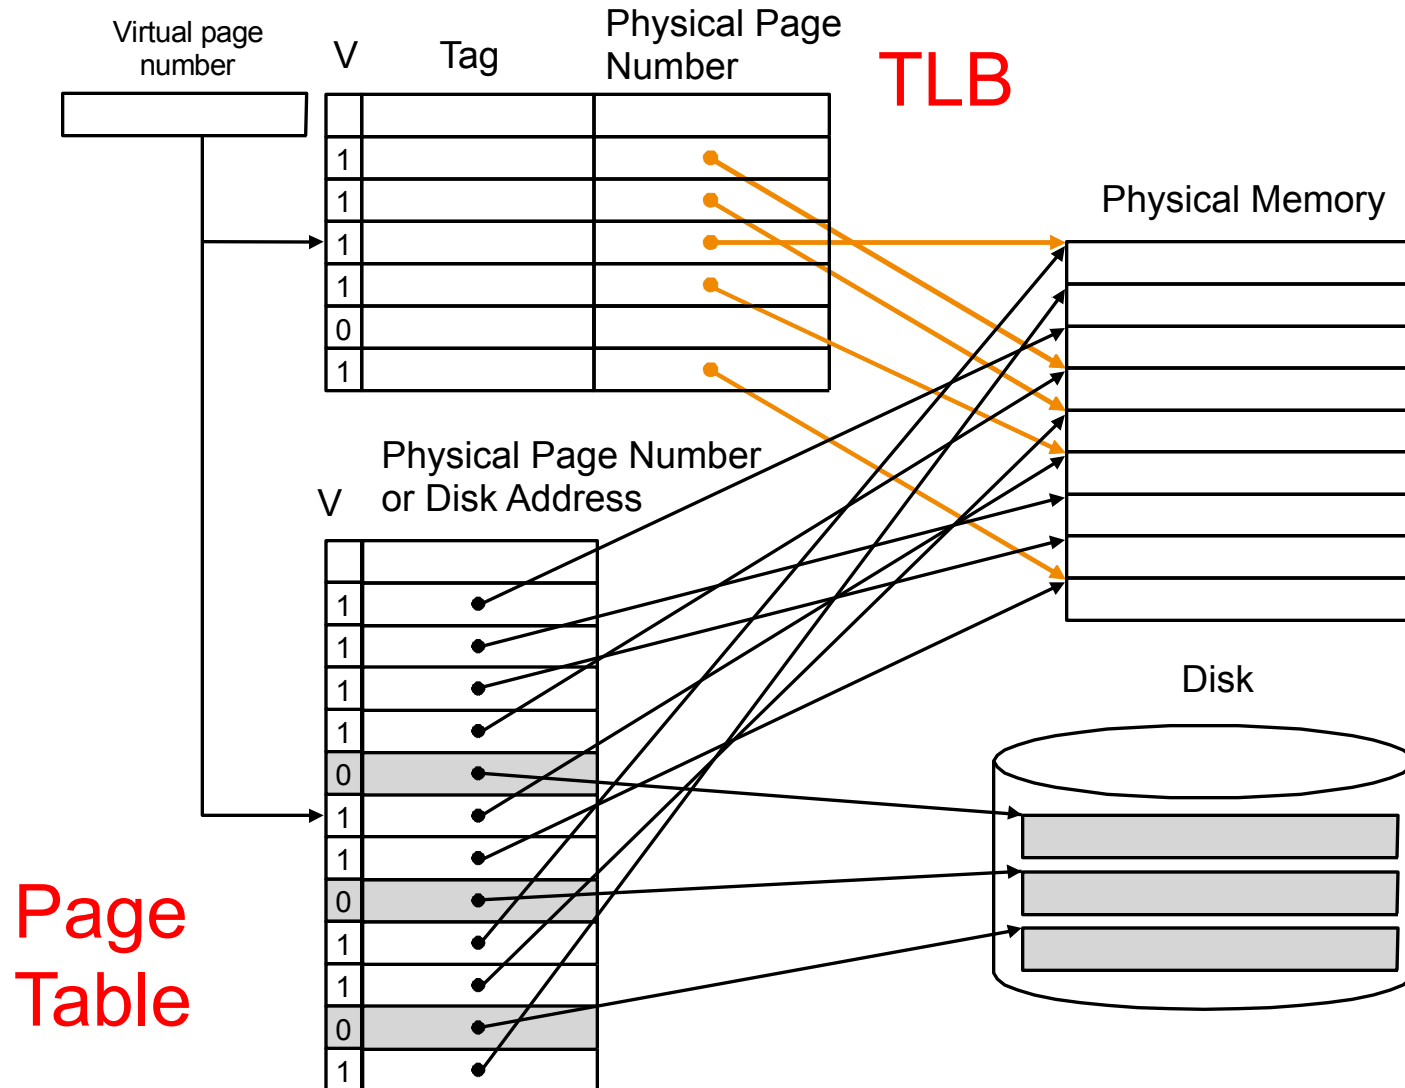 Virtual page
number
V
Tag
Physical Page
Number
TLB
1
1
1
1
0
1
Physical Memory
Physical Page Number
or Disk Address
V
1
1
1
1
0
1
1
0
1
1
0
1
Disk
Page
Table